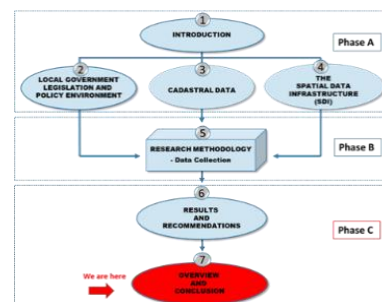 1
INTRODUCTION
Phase A
2
LOCAL GOVERNMENT
LEGISLATION AND
POLICY ENVIRONMENT
3
CADASTRAL DATA
4
THE
SPATIAL DATA
INFRASTRUCTURE
(SDI)
5
RESEARCH METHODOLOGY
- Data Collection
Phase B
6
RESULTS
AND
RECOMMENDATIONS
Phase C
7
We are here
OVERVIEW
AND
CONCLUSION